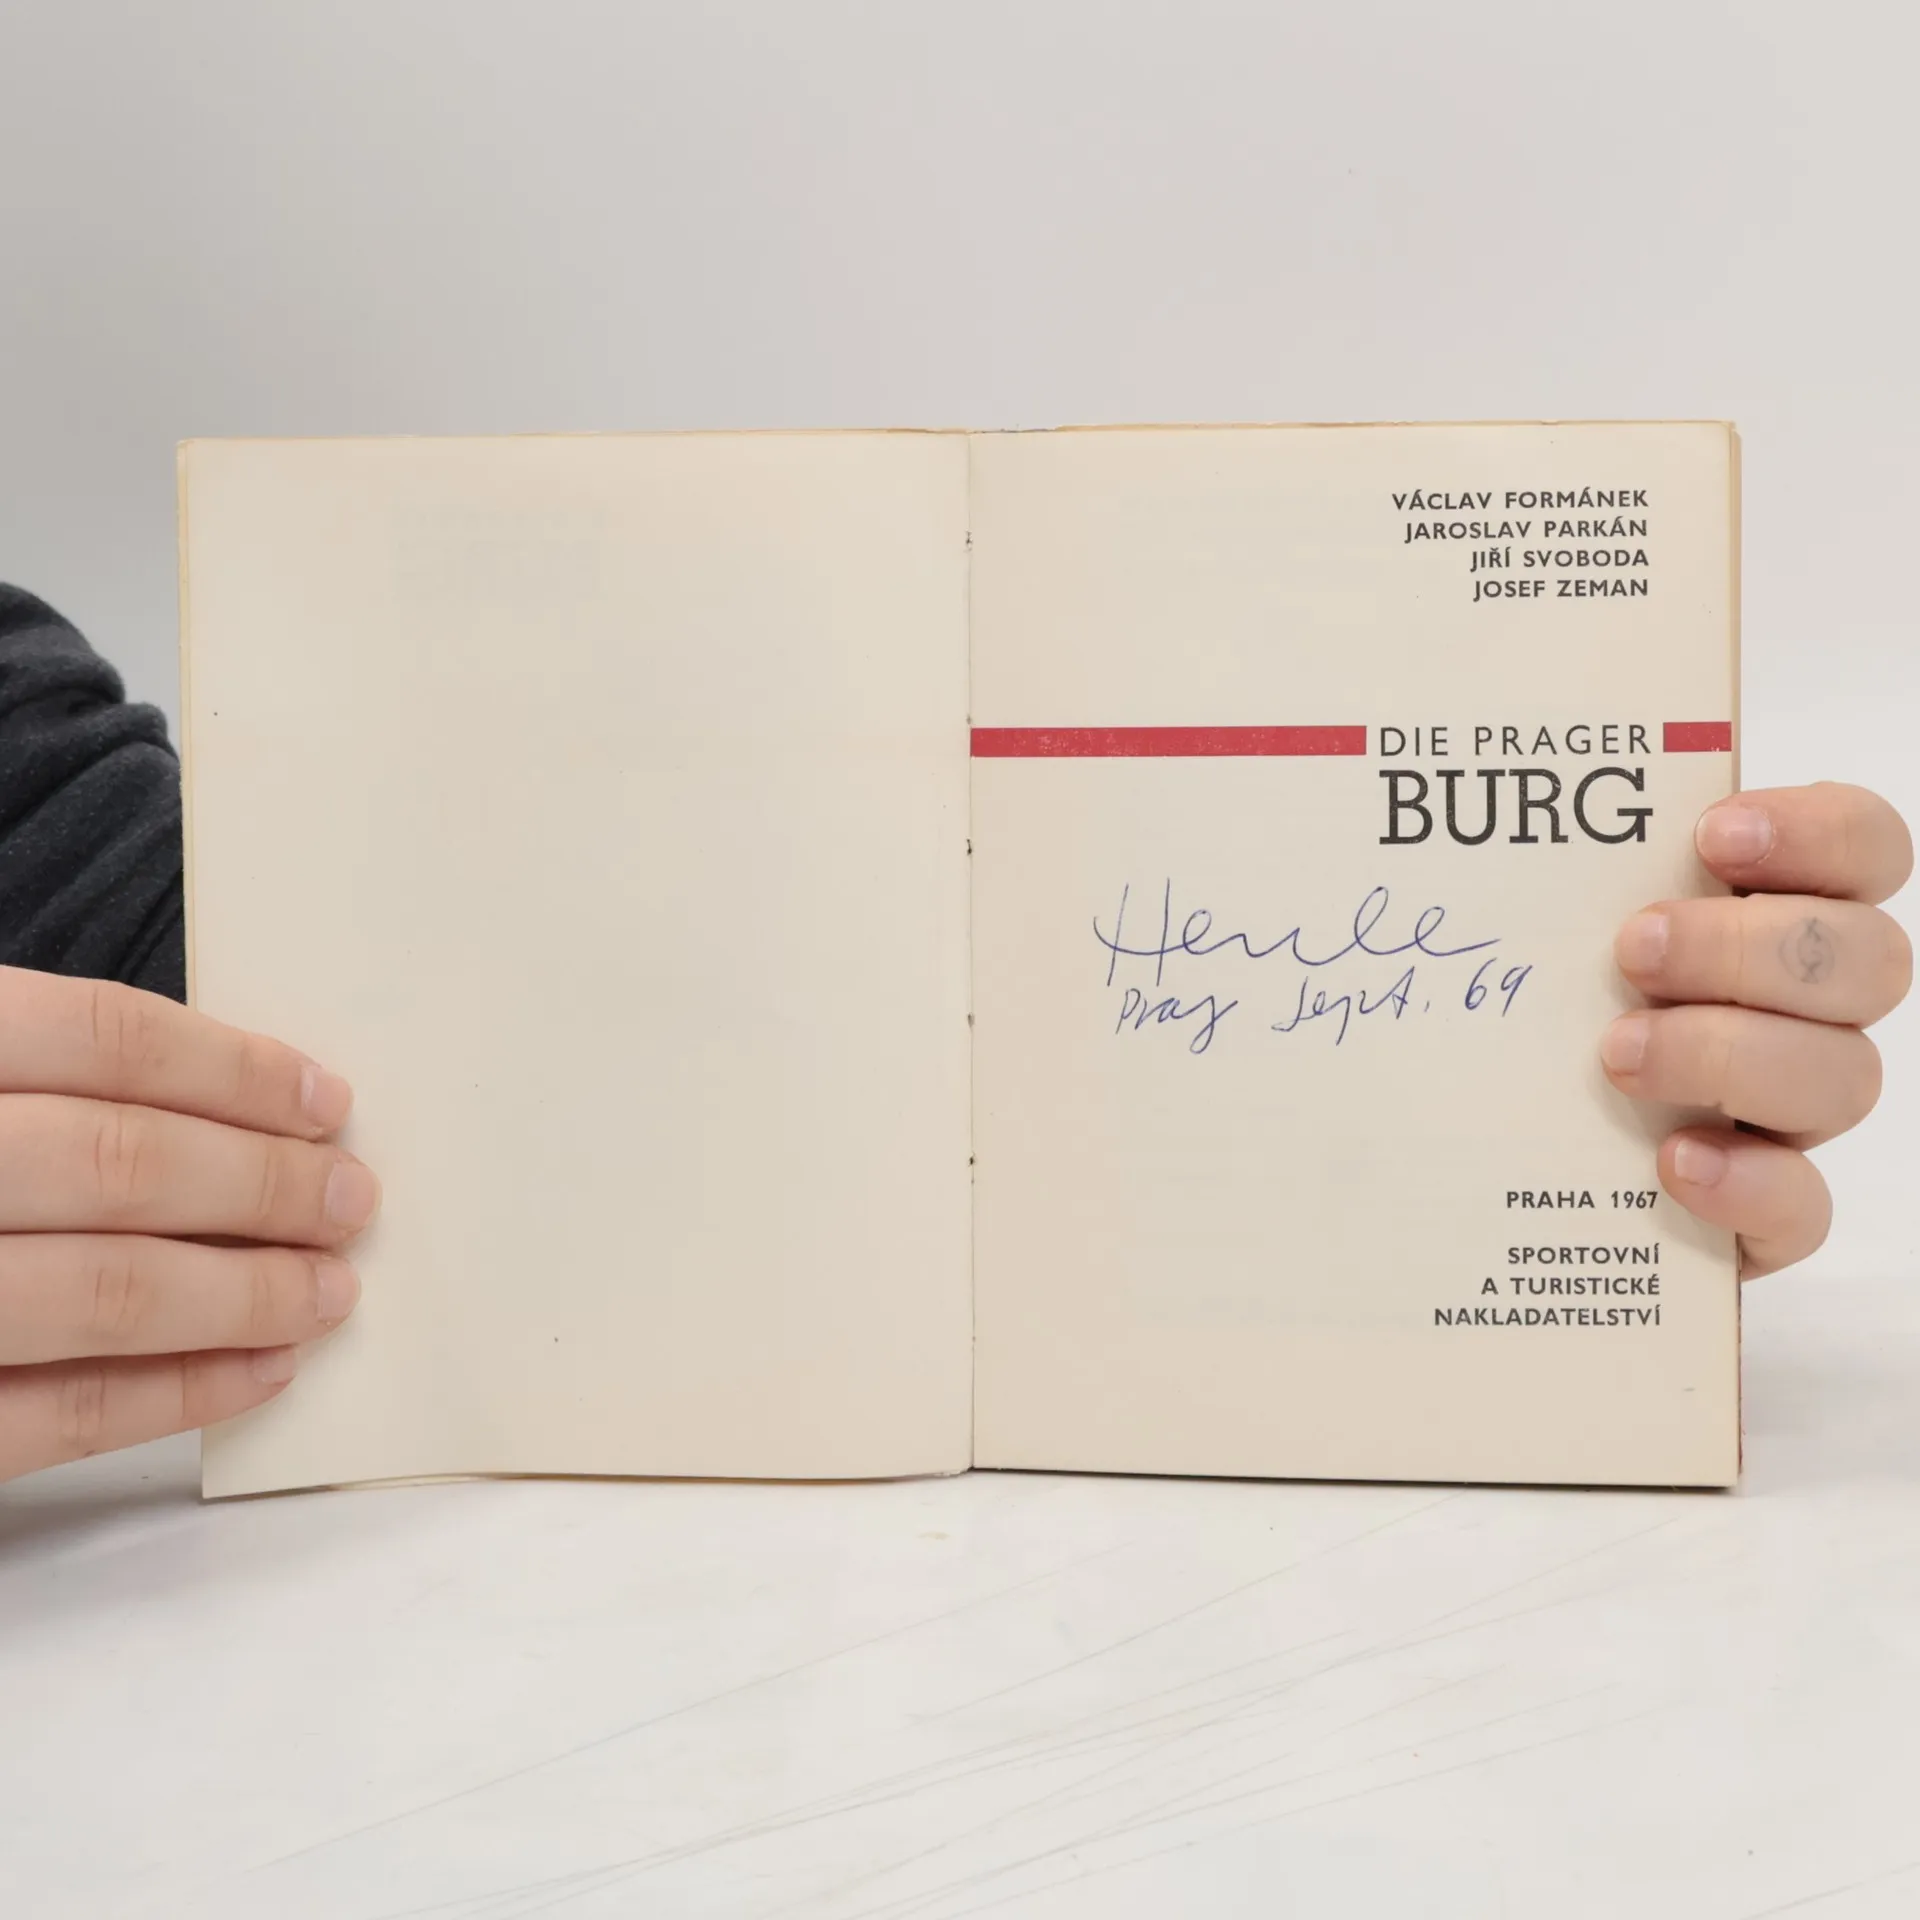 VÁCLAV FORMÁNEK
JAROSLAV PARKÁN
JIŘÍ SVOBODA
JOSEF ZEMAN
DIE PRAGER
BURG
Henle
Prag Sept. 69
PRAHA 1967
SPORTOVNÍ
A TURISTICKÉ
NAKLADATELSTVÍ